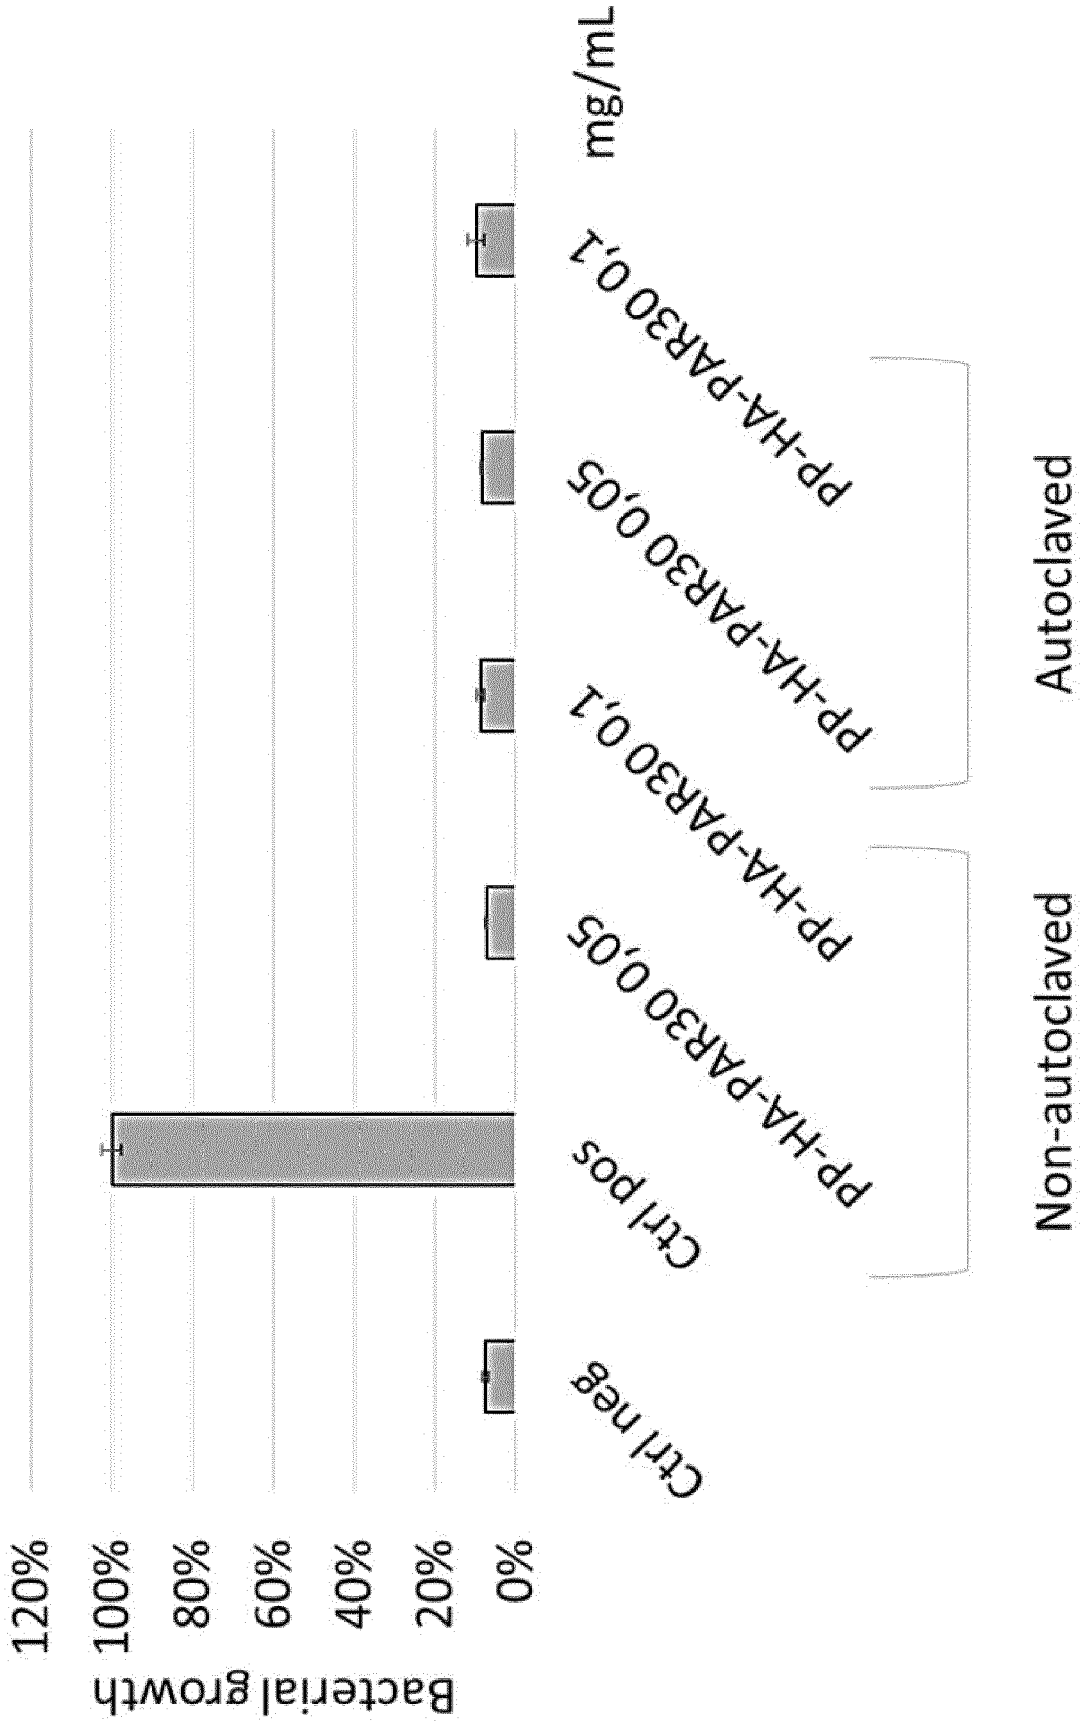 Bacterial growth
120%
100%
80%
60%
40%
20%
0%
Ctrl neg
Ctrl pos
PP-HA-PAR30 0,05
PP-HA-PAR30 0,1
PP-HA-PAR30 0,05
PP-HA-PAR30 0,1
mg/mL
Non-autoclaved
Autoclaved